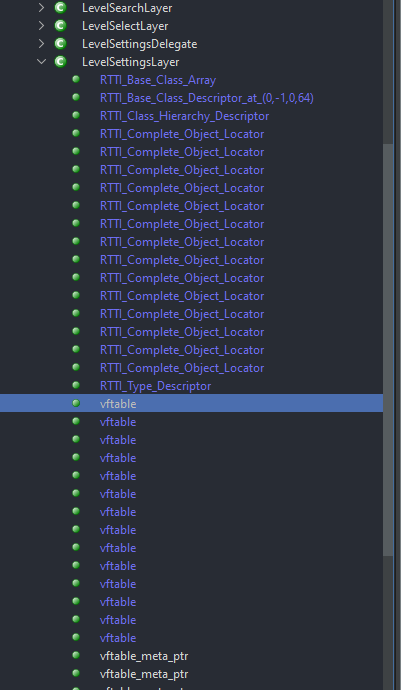 LevelSearchLayer
LevelSelectLayer
LevelSettingsDelegate
LevelSettingsLayer
RTTI_Base_Class_Array
RTTI_Base_Class_Descriptor_at_(0,-1,0,64)
RTTI_Class_Hierarchy_Descriptor
RTTI_Complete_Object_Locator
RTTI_Complete_Object_Locator
RTTI_Complete_Object_Locator
RTTI_Complete_Object_Locator
RTTI_Complete_Object_Locator
RTTI_Complete_Object_Locator
RTTI_Complete_Object_Locator
RTTI_Complete_Object_Locator
RTTI_Complete_Object_Locator
RTTI_Complete_Object_Locator
RTTI_Complete_Object_Locator
RTTI_Complete_Object_Locator
RTTI_Complete_Object_Locator
RTTI_Complete_Object_Locator
RTTI_Type_Descriptor
vftable
vftable
vftable
vftable
vftable
vftable
vftable
vftable
vftable
vftable
vftable
vftable
vftable
vftable
vftable_meta_ptr
vftable_meta_ptr